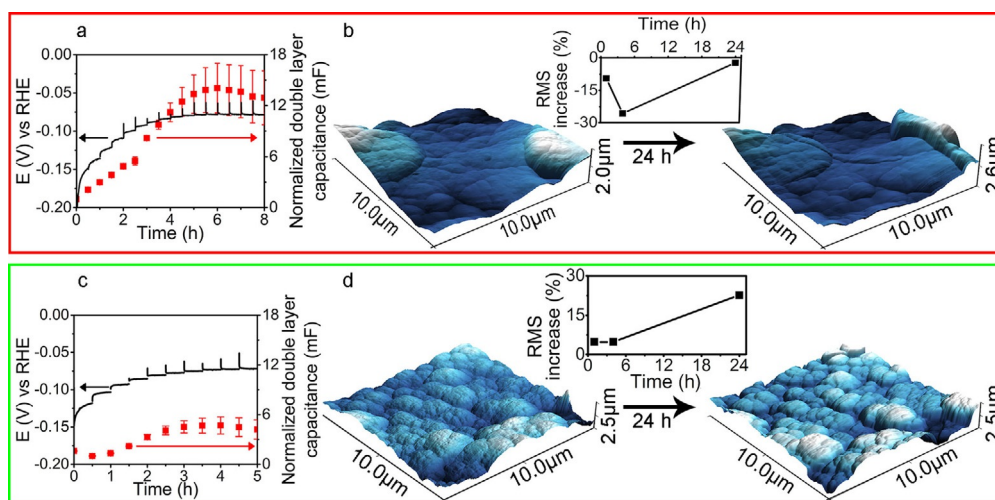 a
E (V) vs RHE
0.00
-0.05
-0.10
-0.15
-0.20
0 2 4 6 8
Time (h)
18
12
6
0
Normalized double layer
capacitance (mF)
b
Time (h)
0 6 12 18 24
RMS
increase (%)
0
-15
-30
24 h
10.0µm
10.0µm
2.0µm
10.0µm
10.0µm
2.6µm
c
E (V) vs RHE
0.00
-0.05
-0.10
-0.15
-0.20
0 1 2 3 4 5
Time (h)
18
12
6
0
Normalized double layer
capacitance (mF)
d
RMS
increase (%)
30
15
0
0 6 12 18 24
Time (h)
24 h
10.0µm
10.0µm
2.5µm
10.0µm
10.0µm
2.5µm